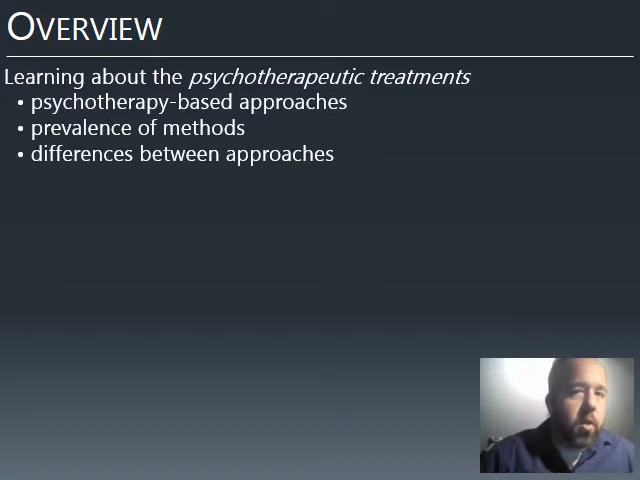 OVERVIEW
Learning about the psychotherapeutic treatments
• psychotherapy-based approaches
• prevalence of methods
• differences between approaches